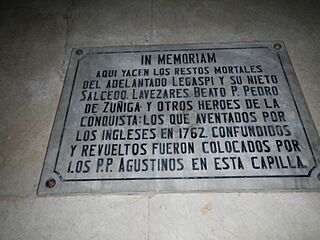 IN MEMORIAM
AQUI YACEN LOS RESTOS MORTALES
DEL ADELANTADO LEGASPI Y SU NIETO
SALCEDO, LAVEZARES, BEATO P. PEDRO
DE ZUÑIGA Y OTROS HEROES DE LA
CONQUISTA: LOS QUE AVENTADOS POR
LOS INGLESES EN 1762, CONFUNDIDOS
Y REVUELTOS FUERON COLOCADOS POR
LOS P.P. AGUSTINOS EN ESTA CAPILLA.